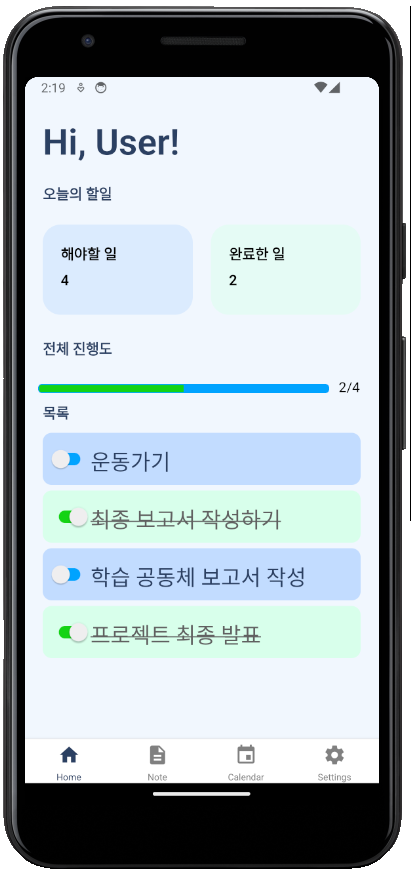 2:19
Hi, User!
오늘의 할일
해야할 일
4
완료한 일
2
전체 진행도
2/4
목록
운동가기
최종 보고서 작성하기
학습 공동체 보고서 작성
프로젝트 최종 발표
Home Note Calendar Settings